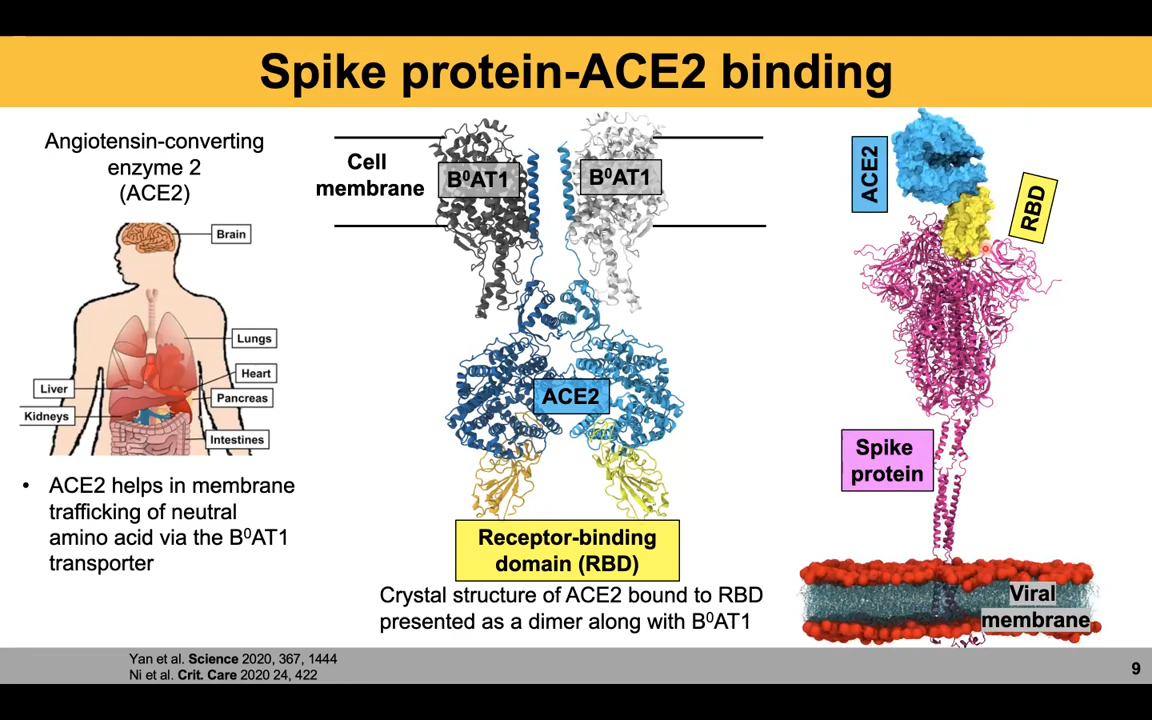 Spike protein-ACE2 binding
Angiotensin-converting
enzyme 2
(ACE2)
Brain
Lungs
Heart
Liver
Pancreas
Kidneys
Intestines
• ACE2 helps in membrane
trafficking of neutral
amino acid via the B⁰AT1
transporter
Cell
membrane
B⁰AT1
B⁰AT1
ACE2
Receptor-binding
domain (RBD)
Crystal structure of ACE2 bound to RBD
presented as a dimer along with B⁰AT1
ACE2
RBD
Spike
protein
Viral
membrane
Yan et al. Science 2020, 367, 1444
Ni et al. Crit. Care 2020 24, 422
9